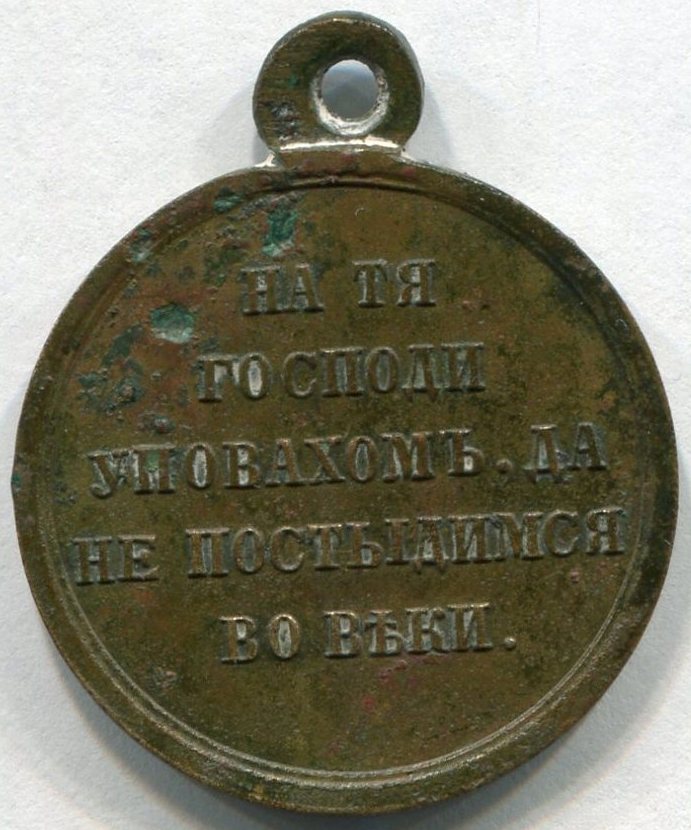 НА ТЯ
ГОСПОДИ
УПОВАХОМЪ. ДА
НЕ ПОСТЫДИМСЯ
ВО ВѢКИ.